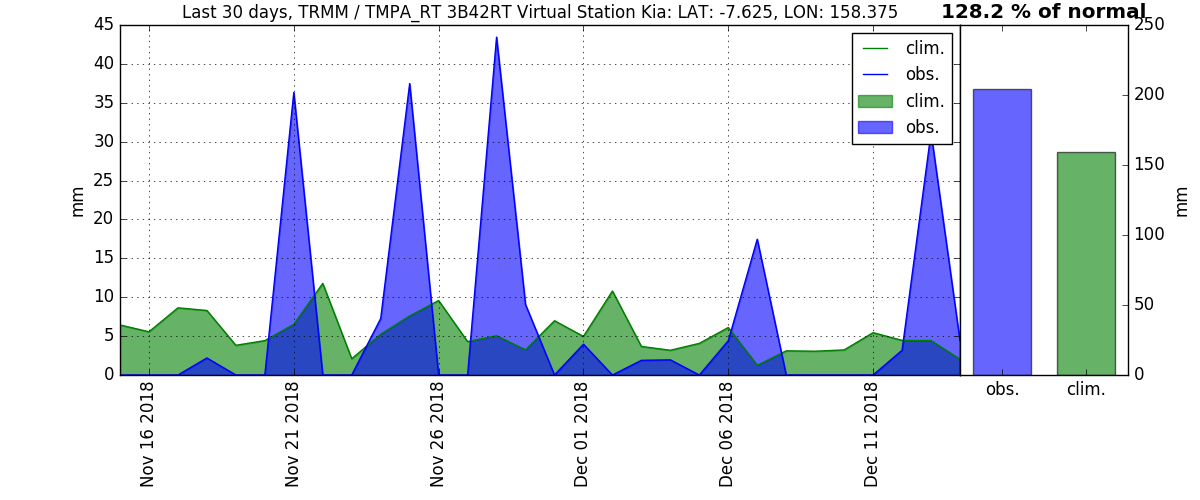 Last 30 days, TRMM / TMPA_RT 3B42RT Virtual Station Kia: LAT: -7.625, LON: 158.375
128.2 % of normal
45
40
35
30
25
20
15
10
5
0
mm
clim.
obs.
clim.
obs.
250
200
150
100
50
0
mm
obs.
clim.
Nov 16 2018
Nov 21 2018
Nov 26 2018
Dec 01 2018
Dec 06 2018
Dec 11 2018